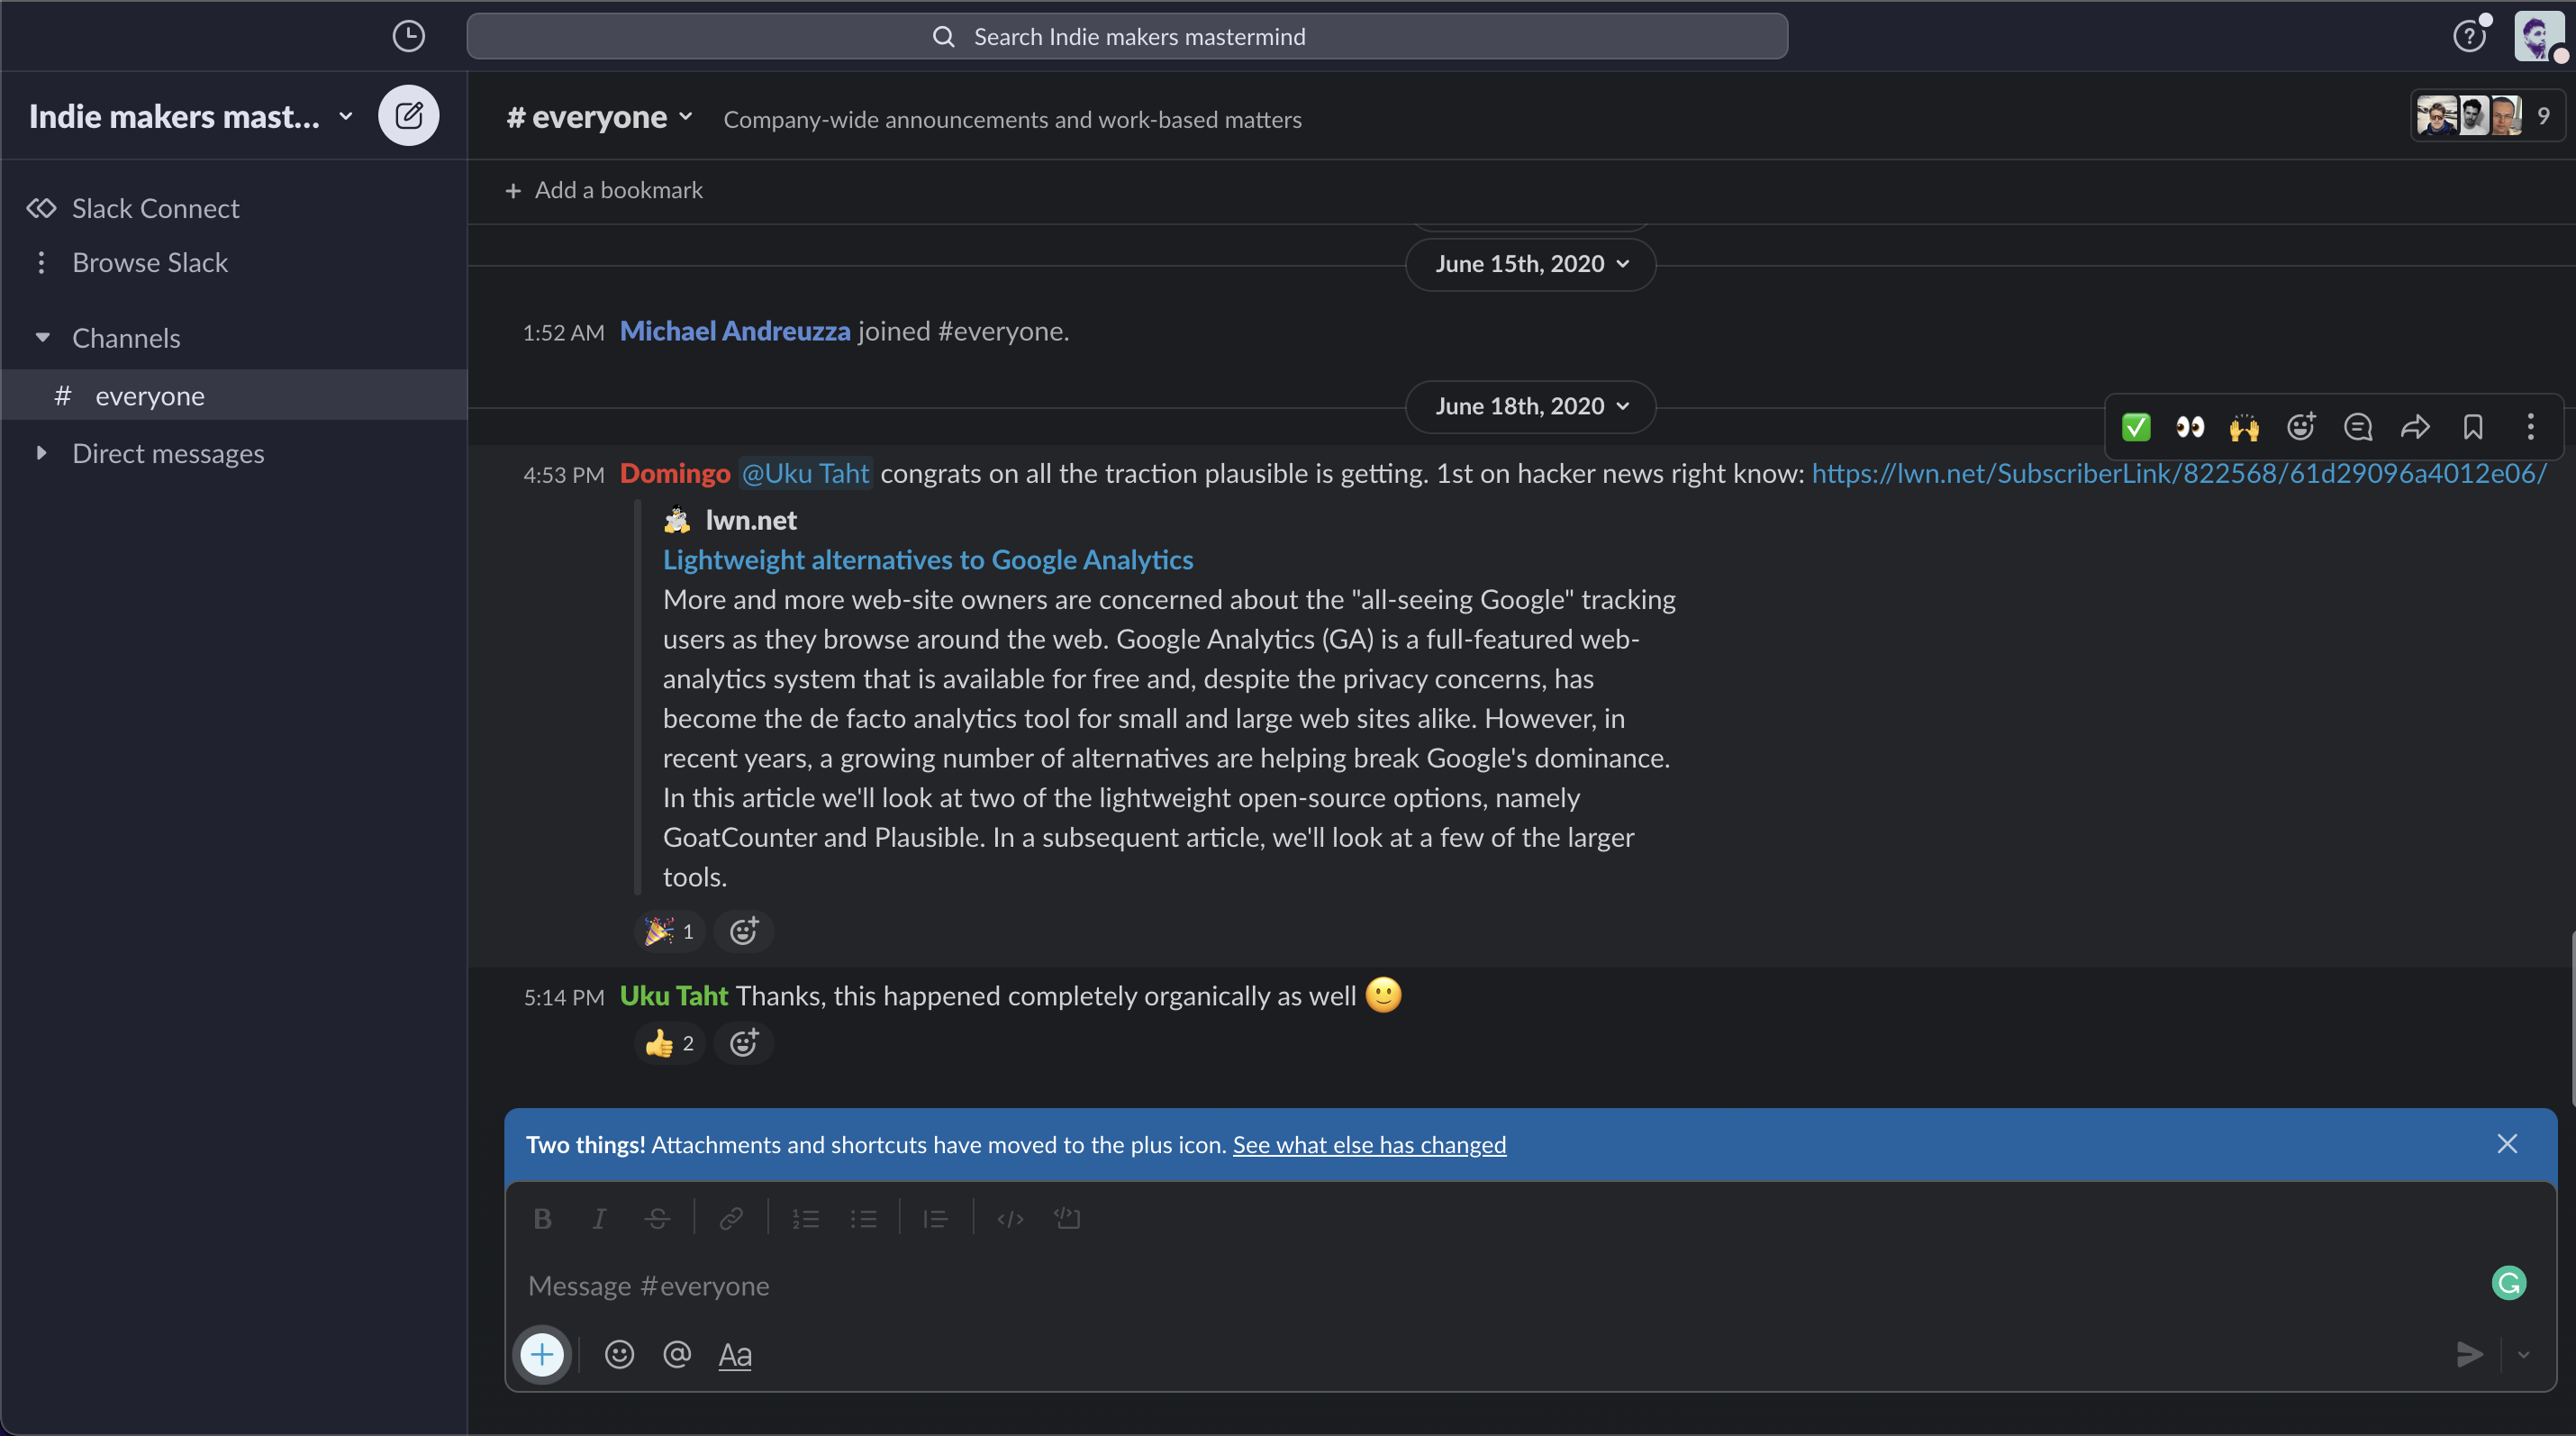 Search Indie makers mastermind
Indie makers mast...
# everyone
Company-wide announcements and work-based matters
9
Slack Connect
Browse Slack
Channels
# everyone
Direct messages
+ Add a bookmark
June 15th, 2020
1:52 AM Michael Andreuzza joined #everyone.
June 18th, 2020
4:53 PM Domingo @Uku Taht congrats on all the traction plausible is getting. 1st on hacker news right know: https://lwn.net/SubscriberLink/822568/61d29096a4012e06/
lwn.net
Lightweight alternatives to Google Analytics
More and more web-site owners are concerned about the "all-seeing Google" tracking
users as they browse around the web. Google Analytics (GA) is a full-featured web-
analytics system that is available for free and, despite the privacy concerns, has
become the de facto analytics tool for small and large web sites alike. However, in
recent years, a growing number of alternatives are helping break Google's dominance.
In this article we'll look at two of the lightweight open-source options, namely
GoatCounter and Plausible. In a subsequent article, we'll look at a few of the larger
tools.
🎉 1
5:14 PM Uku Taht Thanks, this happened completely organically as well 🙂
👍 2
Two things! Attachments and shortcuts have moved to the plus icon. See what else has changed
Message #everyone
Aa